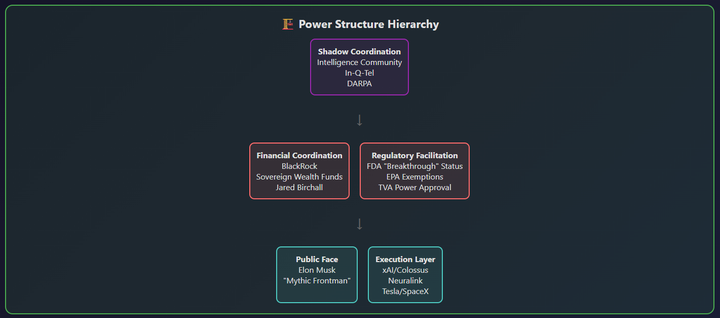 Power Structure Hierarchy
Shadow Coordination
Intelligence Community
In-Q-Tel
DARPA
↓
Financial Coordination
BlackRock
Sovereign Wealth Funds
Jared Birchall
Regulatory Facilitation
FDA "Breakthrough" Status
EPA Exemptions
TVA Power Approval
↓
Public Face
Elon Musk
"Mythic Frontman"
Execution Layer
xAI/Colossus
Neuralink
Tesla/SpaceX